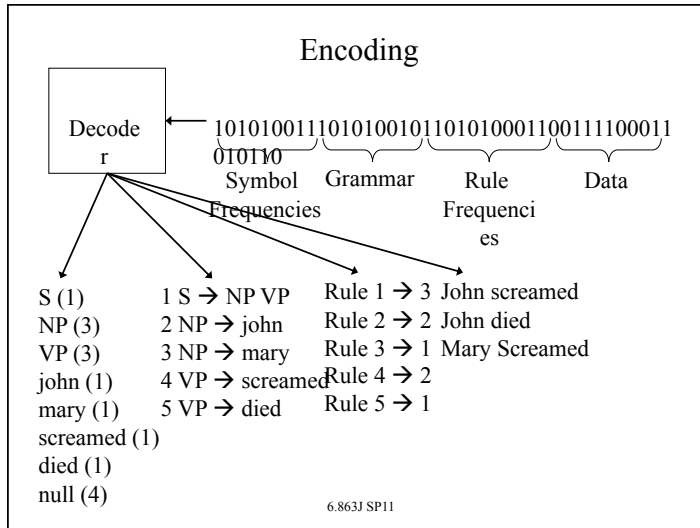 Encoding
Decode
r
1010100111010100101101010001100111100011
010110
Symbol
Frequencies
Grammar
Rule
Frequenci
es
Data
S (1)
NP (3)
VP (3)
john (1)
mary (1)
screamed (1)
died (1)
null (4)
1 S → NP VP
2 NP → john
3 NP → mary
4 VP → screamed
5 VP → died
Rule 1 → 3
Rule 2 → 2
Rule 3 → 1
Rule 4 → 2
Rule 5 → 1
John screamed
John died
Mary Screamed
6.863J SP11